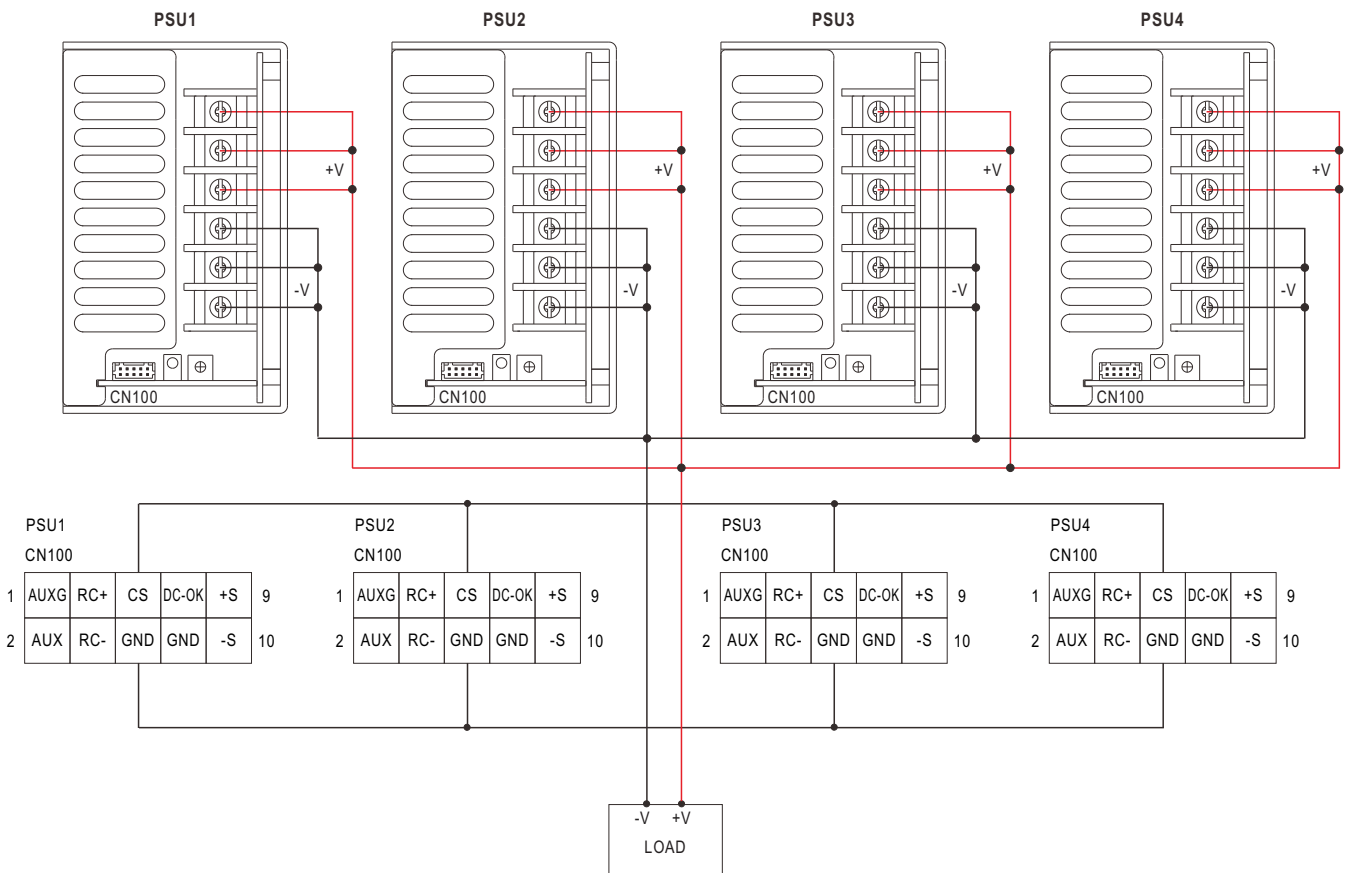 PSU1 PSU2 PSU3 PSU4
+V +V +V +V
-V -V -V -V
CN100 CN100 CN100 CN100
PSU1 PSU2 PSU3 PSU4
CN100 CN100 CN100 CN100
1 AUXG RC+ CS DC-OK +S 9 1 AUXG RC+ CS DC-OK +S 9 1 AUXG RC+ CS DC-OK +S 9 1 AUXG RC+ CS DC-OK +S 9
2 AUX RC- GND GND -S 10 2 AUX RC- GND GND -S 10 2 AUX RC- GND GND -S 10 2 AUX RC- GND GND -S 10
-V +V
LOAD